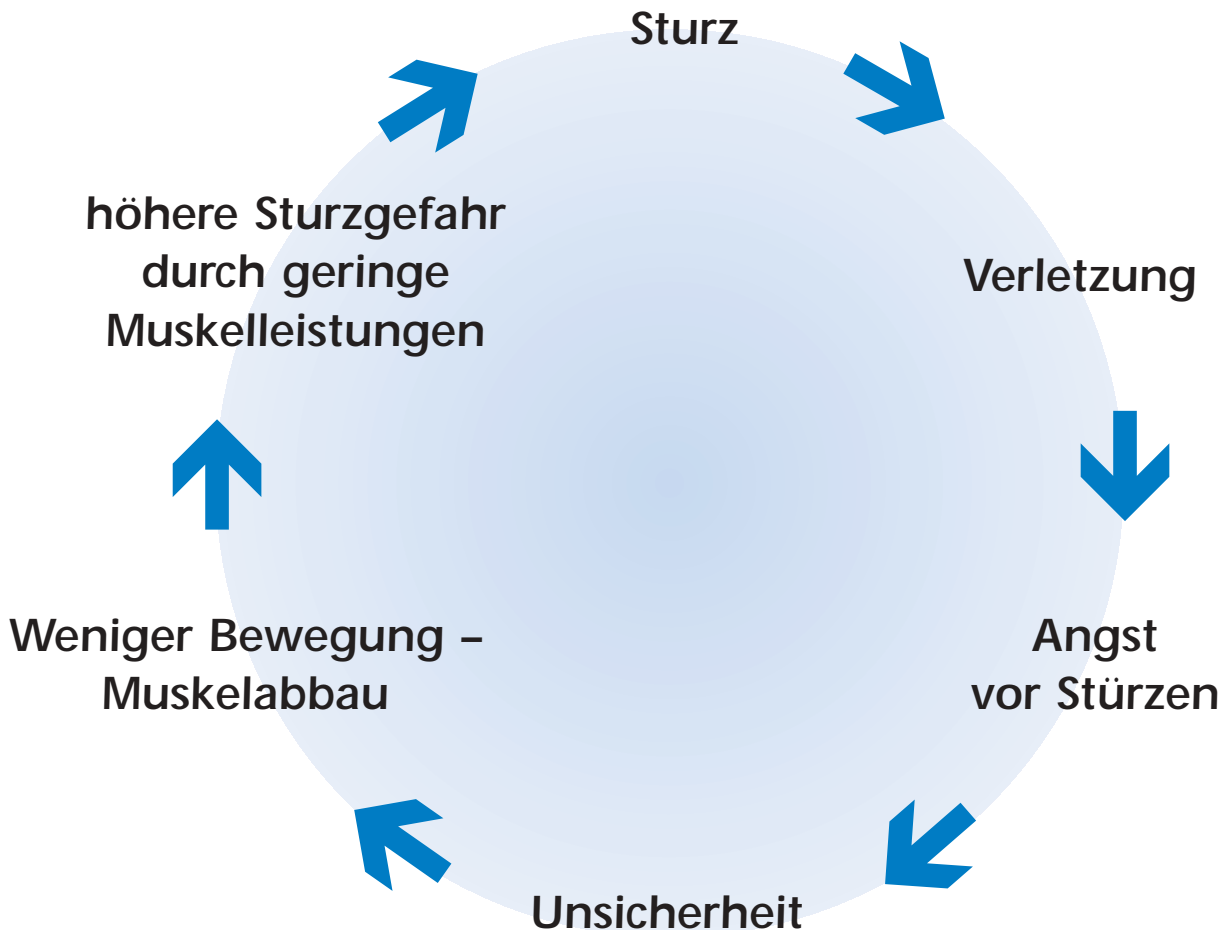 Sturz
Verletzung
Angst
vor Stürzen
Unsicherheit
Weniger Bewegung –
Muskelabbau
höhere Sturzgefahr
durch geringe
Muskelleistungen